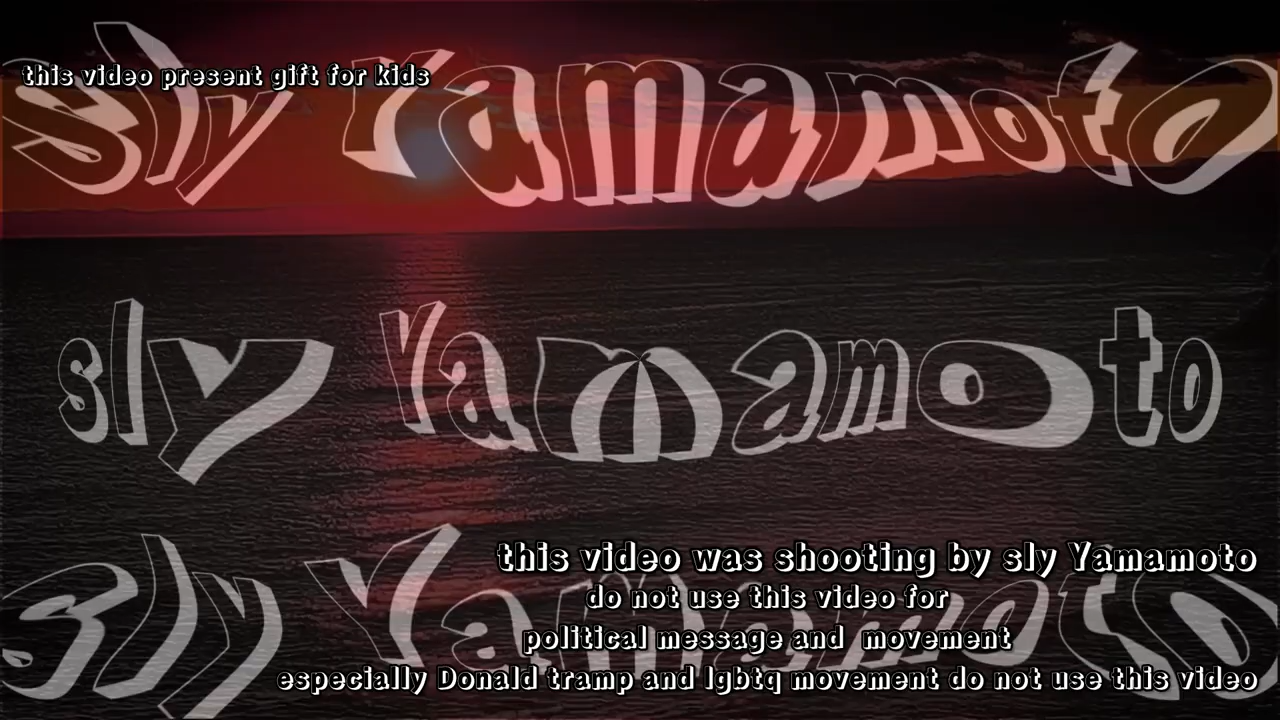 sly Yamamoto
this video present gift for kids
sly Yamamoto
this video was shooting by sly Yamamoto
sly Yamamoto
do not use this video for
political message and movement
especially Donald tramp and lgbtq movement do not use this video